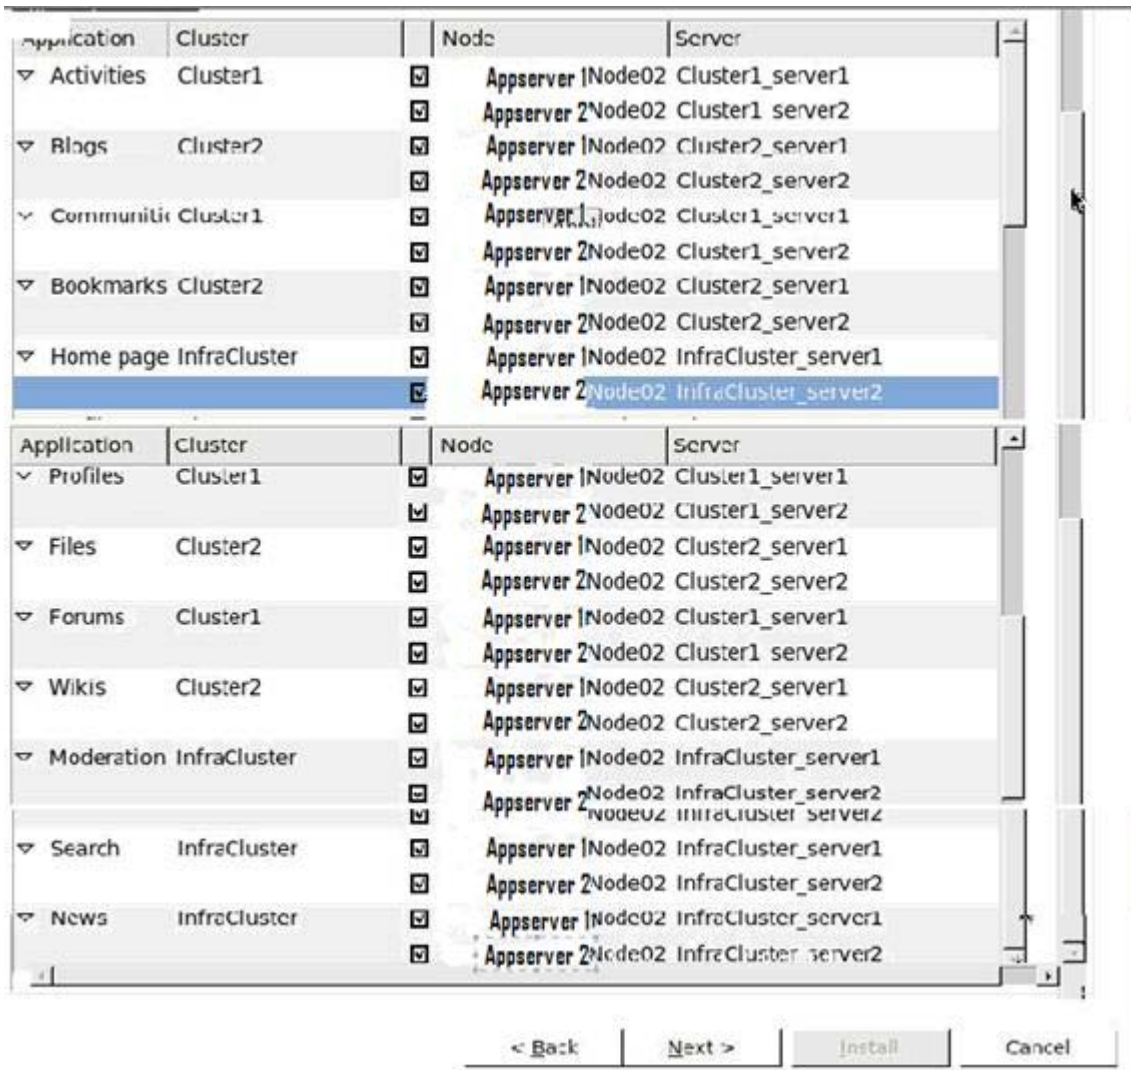 Application Cluster Node Server
Activities Cluster1 Appserver 1Node02 Cluster1_server1
Appserver 2Node02 Cluster1_server2
Blogs Cluster2 Appserver 1Node02 Cluster2_server1
Appserver 2Node02 Cluster2_server2
Communitie Cluster1 Appserver 1Node02 Cluster1_server1
Appserver 2Node02 Cluster1_server2
Bookmarks Cluster2 Appserver 1Node02 Cluster2_server1
Appserver 2Node02 Cluster2_server2
Home page InfraCluster Appserver 1Node02 InfraCluster_server1
Appserver 2Node02 InfraCluster_server2
Application Cluster Node Server
Profiles Cluster1 Appserver 1Node02 Cluster1_server1
Appserver 2Node02 Cluster1_server2
Files Cluster2 Appserver 1Node02 Cluster2_server1
Appserver 2Node02 Cluster2_server2
Forums Cluster1 Appserver 1Node02 Cluster1_server1
Appserver 2Node02 Cluster1_server2
Wikis Cluster2 Appserver 1Node02 Cluster2_server1
Appserver 2Node02 Cluster2_server2
Moderation InfraCluster Appserver 1Node02 InfraCluster_server1
Appserver 2Node02 InfraCluster_server2
Node02 InfraCluster_server2
Search InfraCluster Appserver 1Node02 InfraCluster_server1
Appserver 2Node02 InfraCluster_server2
News InfraCluster Appserver 1Node02 InfraCluster_server1
Appserver 2Node02 InfraCluster_server2
< Back Next > Install Cancel